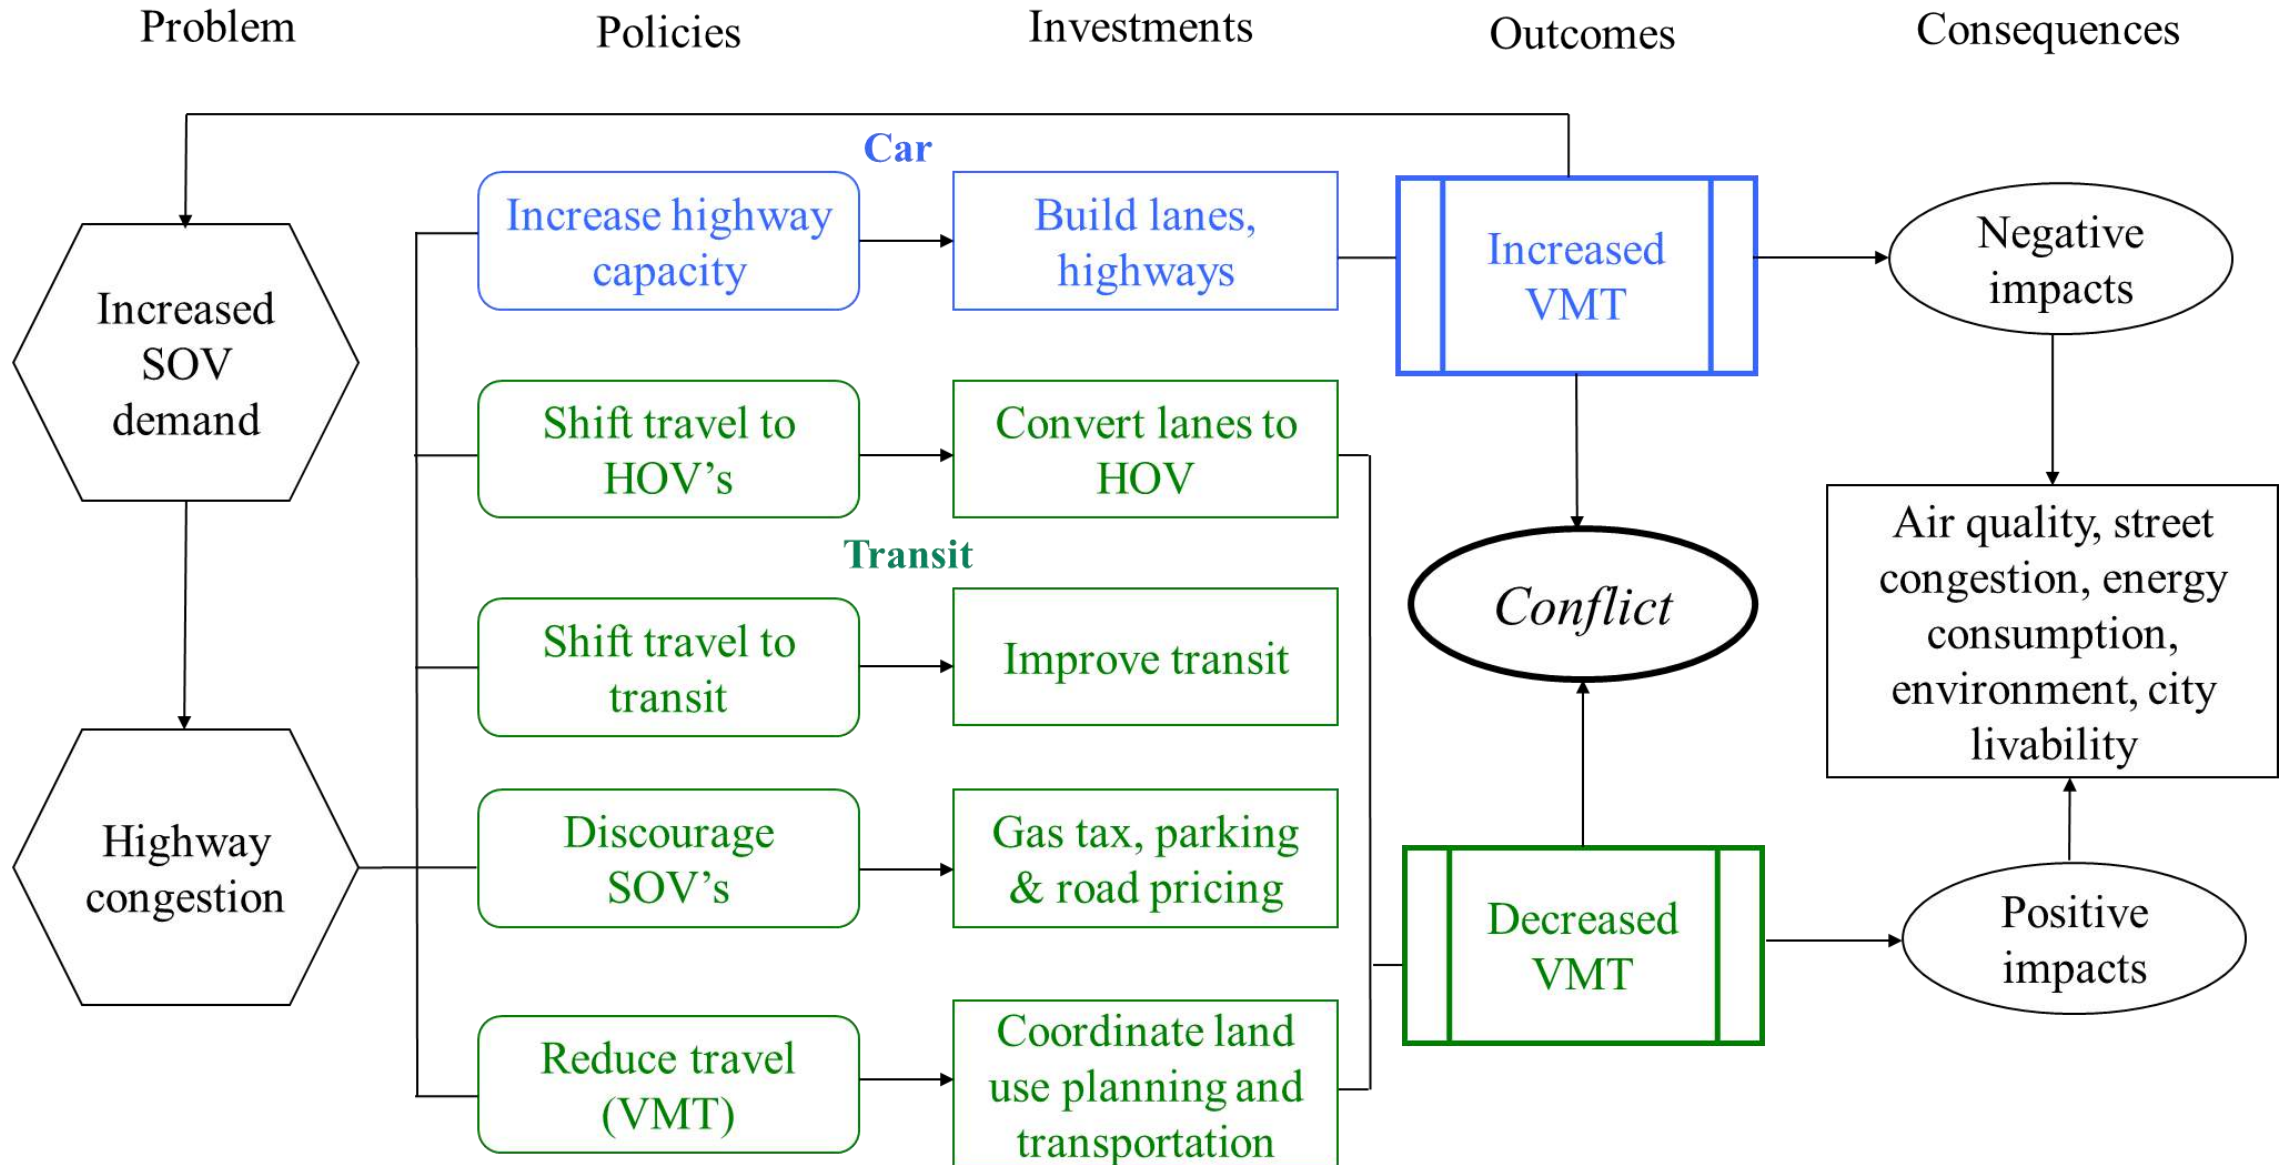 Problem
Policies
Investments
Outcomes
Consequences
Car
Increase highway
capacity
Build lanes,
highways
Increased
VMT
Negative
impacts
Increased
SOV
demand
Shift travel to
HOV’s
Convert lanes to
HOV
Transit
Conflict
Air quality, street
congestion, energy
consumption,
environment, city
livability
Shift travel to
transit
Improve transit
Highway
congestion
Discourage
SOV’s
Gas tax, parking
& road pricing
Decreased
VMT
Positive
impacts
Reduce travel
(VMT)
Coordinate land
use planning and
transportation